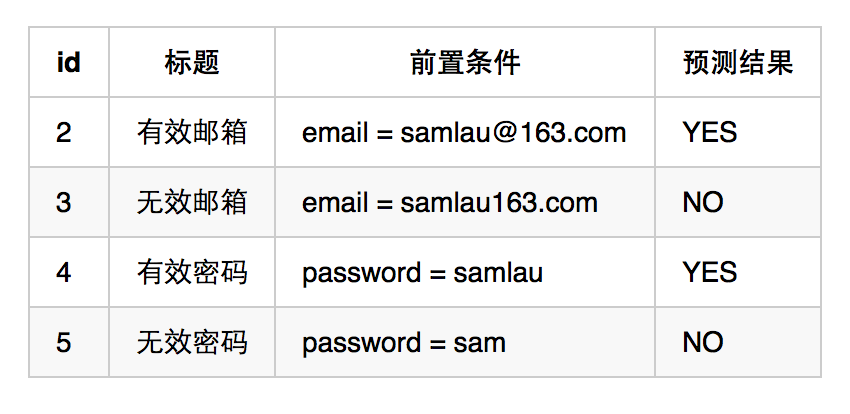 id 标题 前置条件 预测结果
2 有效邮箱 email = samlau@163.com YES
3 无效邮箱 email = samlau163.com NO
4 有效密码 password = samlau YES
5 无效密码 password = sam NO